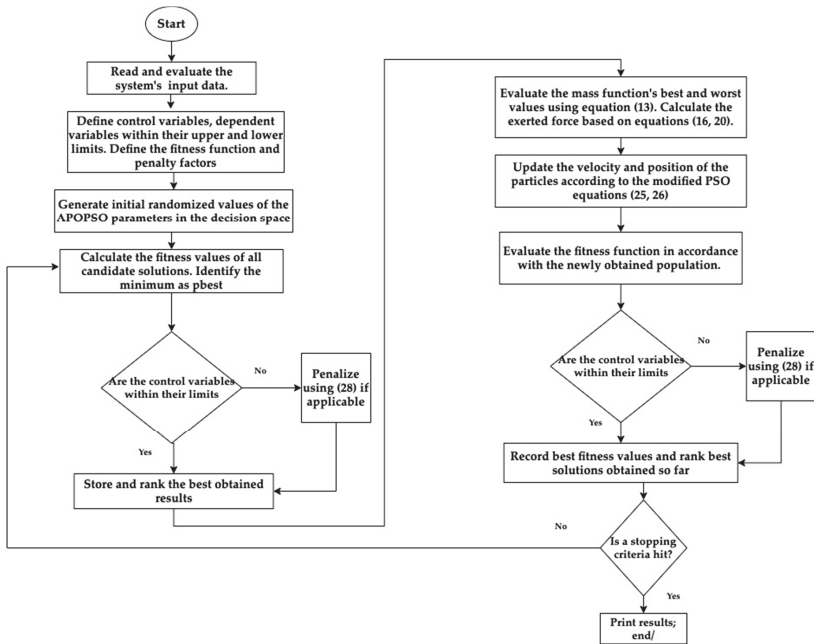 Start
Read and evaluate the
system's input data.
Define control variables, dependent
variables within their upper and lower
limits. Define the fitness function and
penalty factors
Generate initial randomized values of the
APOPSO parameters in the decision space
Calculate the fitness values of all
candidate solutions. Identify the
minimum as pbest
Are the control variables
within their limits
No
Penalize
using (28) if
applicable
Yes
Store and rank the best obtained
results
Evaluate the mass function's best and worst
values using equation (13). Calculate the
exerted force based on equations (16, 20).
Update the velocity and position of the
particles according to the modified PSO
equations (25, 26)
Evaluate the fitness function in accordance
with the newly obtained population.
Are the control variables
within their limits
No
Penalize
using (28) if
applicable
Yes
Record best fitness values and rank best
solutions obtained so far
No
Is a stopping
criteria hit?
Yes
Print results;
end/